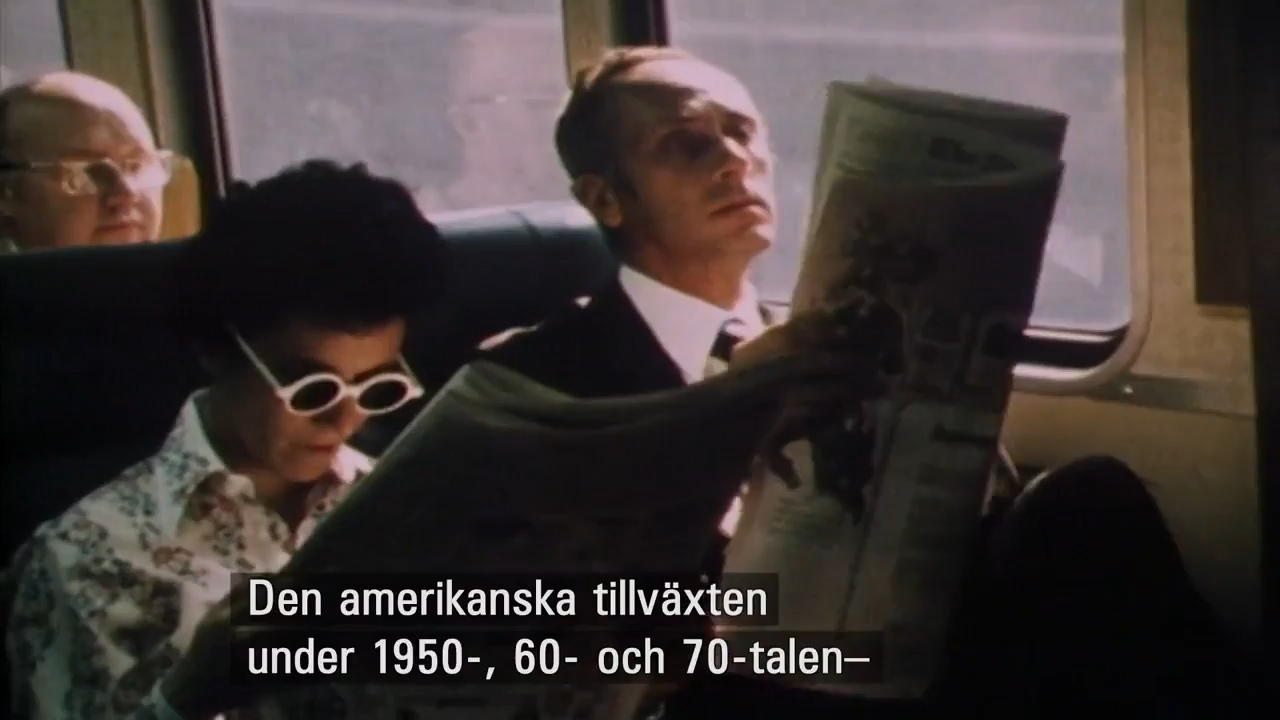 Den amerikanska tillväxten
under 1950-, 60- och 70-talen–